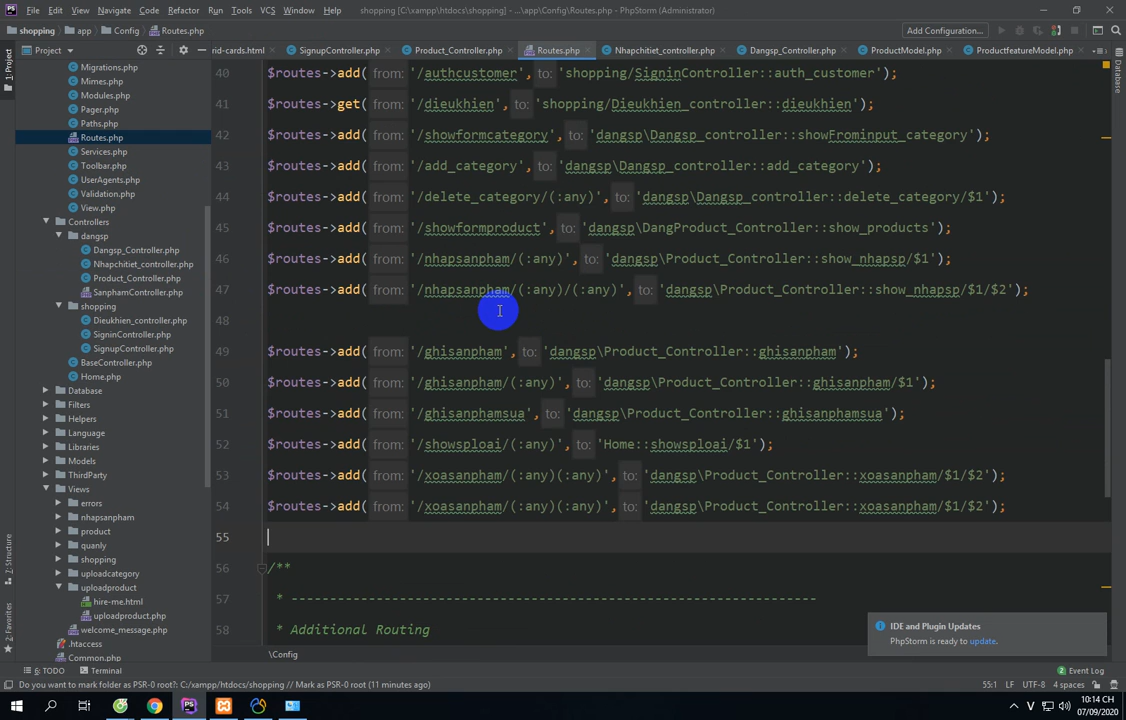 PS File Edit View Navigate Code Refactor Run Tools VCS Window Help shopping [C:\xampp\htdocs\shopping] - ...\app\Config\Routes.php - PhpStorm (Administrator)
shopping app Config Routes.php Add Configuration...
1: Project
Project
rid-cards.html SignupController.php Product_Controller.php Routes.php Nhapchitiet_controller.php Dangsp_Controller.php ProductModel.php ProductfeatureModel.php
Database
Migrations.php
Mimes.php
Modules.php
Pager.php
Paths.php
Routes.php
Services.php
Toolbar.php
UserAgents.php
Validation.php
View.php
Controllers
dangsp
Dangsp_Controller.php
Nhapchitiet_controller.php
Product_Controller.php
SanphamController.php
shopping
Dieukhien_controller.php
SigninController.php
SignupController.php
BaseController.php
Home.php
Database
Filters
Helpers
Language
Libraries
Models
ThirdParty
Views
errors
nhapsanpham
product
quanly
shopping
uploadcategory
uploadproduct
hire-me.html
uploadproduct.php
welcome_message.php
.htaccess
Common.php
40 $routes->add( from: '/authcustomer', to: 'shopping/SigninController::auth_customer');
41 $routes->get( from: '/dieukhien', to: 'shopping/Dieukhien_controller::dieukhien');
42 $routes->add( from: '/showformcategory', to: 'dangsp\Dangsp_controller::showFrominput_category');
43 $routes->add( from: '/add_category', to: 'dangsp\Dangsp_controller::add_category');
44 $routes->add( from: '/delete_category/(:any)', to: 'dangsp\Dangsp_controller::delete_category/$1');
45 $routes->add( from: '/showformproduct', to: 'dangsp\DangProduct_Controller::show_products');
46 $routes->add( from: '/nhapsanpham/(:any)', to: 'dangsp\Product_Controller::show_nhapsp/$1');
47 $routes->add( from: '/nhapsanpham/(:any)/(:any)', to: 'dangsp\Product_Controller::show_nhapsp/$1/$2');
48
49 $routes->add( from: '/ghisanpham', to: 'dangsp\Product_Controller::ghisanpham');
50 $routes->add( from: '/ghisanpham/(:any)', to: 'dangsp\Product_Controller::ghisanpham/$1');
51 $routes->add( from: '/ghisanphamsua', to: 'dangsp\Product_Controller::ghisanphamsua');
52 $routes->add( from: '/showsploai/(:any)', to: 'Home::showsploai/$1');
53 $routes->add( from: '/xoasanpham/(:any)(:any)', to: 'dangsp\Product_Controller::xoasanpham/$1/$2');
54 $routes->add( from: '/xoasanpham/(:any)(:any)', to: 'dangsp\Product_Controller::xoasanpham/$1/$2');
55
56 /**
57 * --------------------------------------------------------------------
58 * Additional Routing
\Config
IDE and Plugin Updates
PhpStorm is ready to update.
Z: Structure
2: Favorites
6: TODO Terminal Event Log
Do you want to mark folder as PSR-0 root?: C:/xampp/htdocs/shopping // Mark as PSR-0 root (11 minutes ago) 55:1 LF UTF-8 4 spaces
PS
V 10:14 CH
07/09/2020